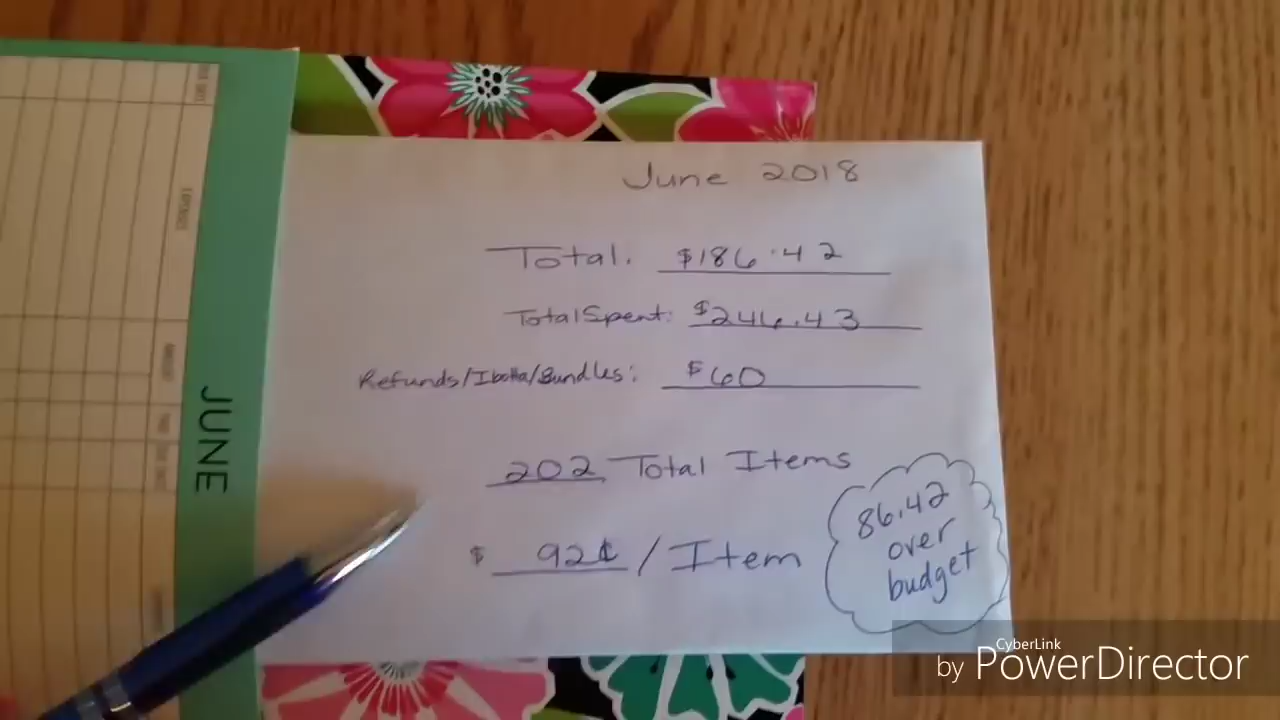 June 2018
Total. $186.42
Total Spent: $246.43
Refunds/Ibotta/Bundles: $60
202 Total Items
$ 92¢ / Item
86.42
over
budget
JUNE
CyberLink
by PowerDirector